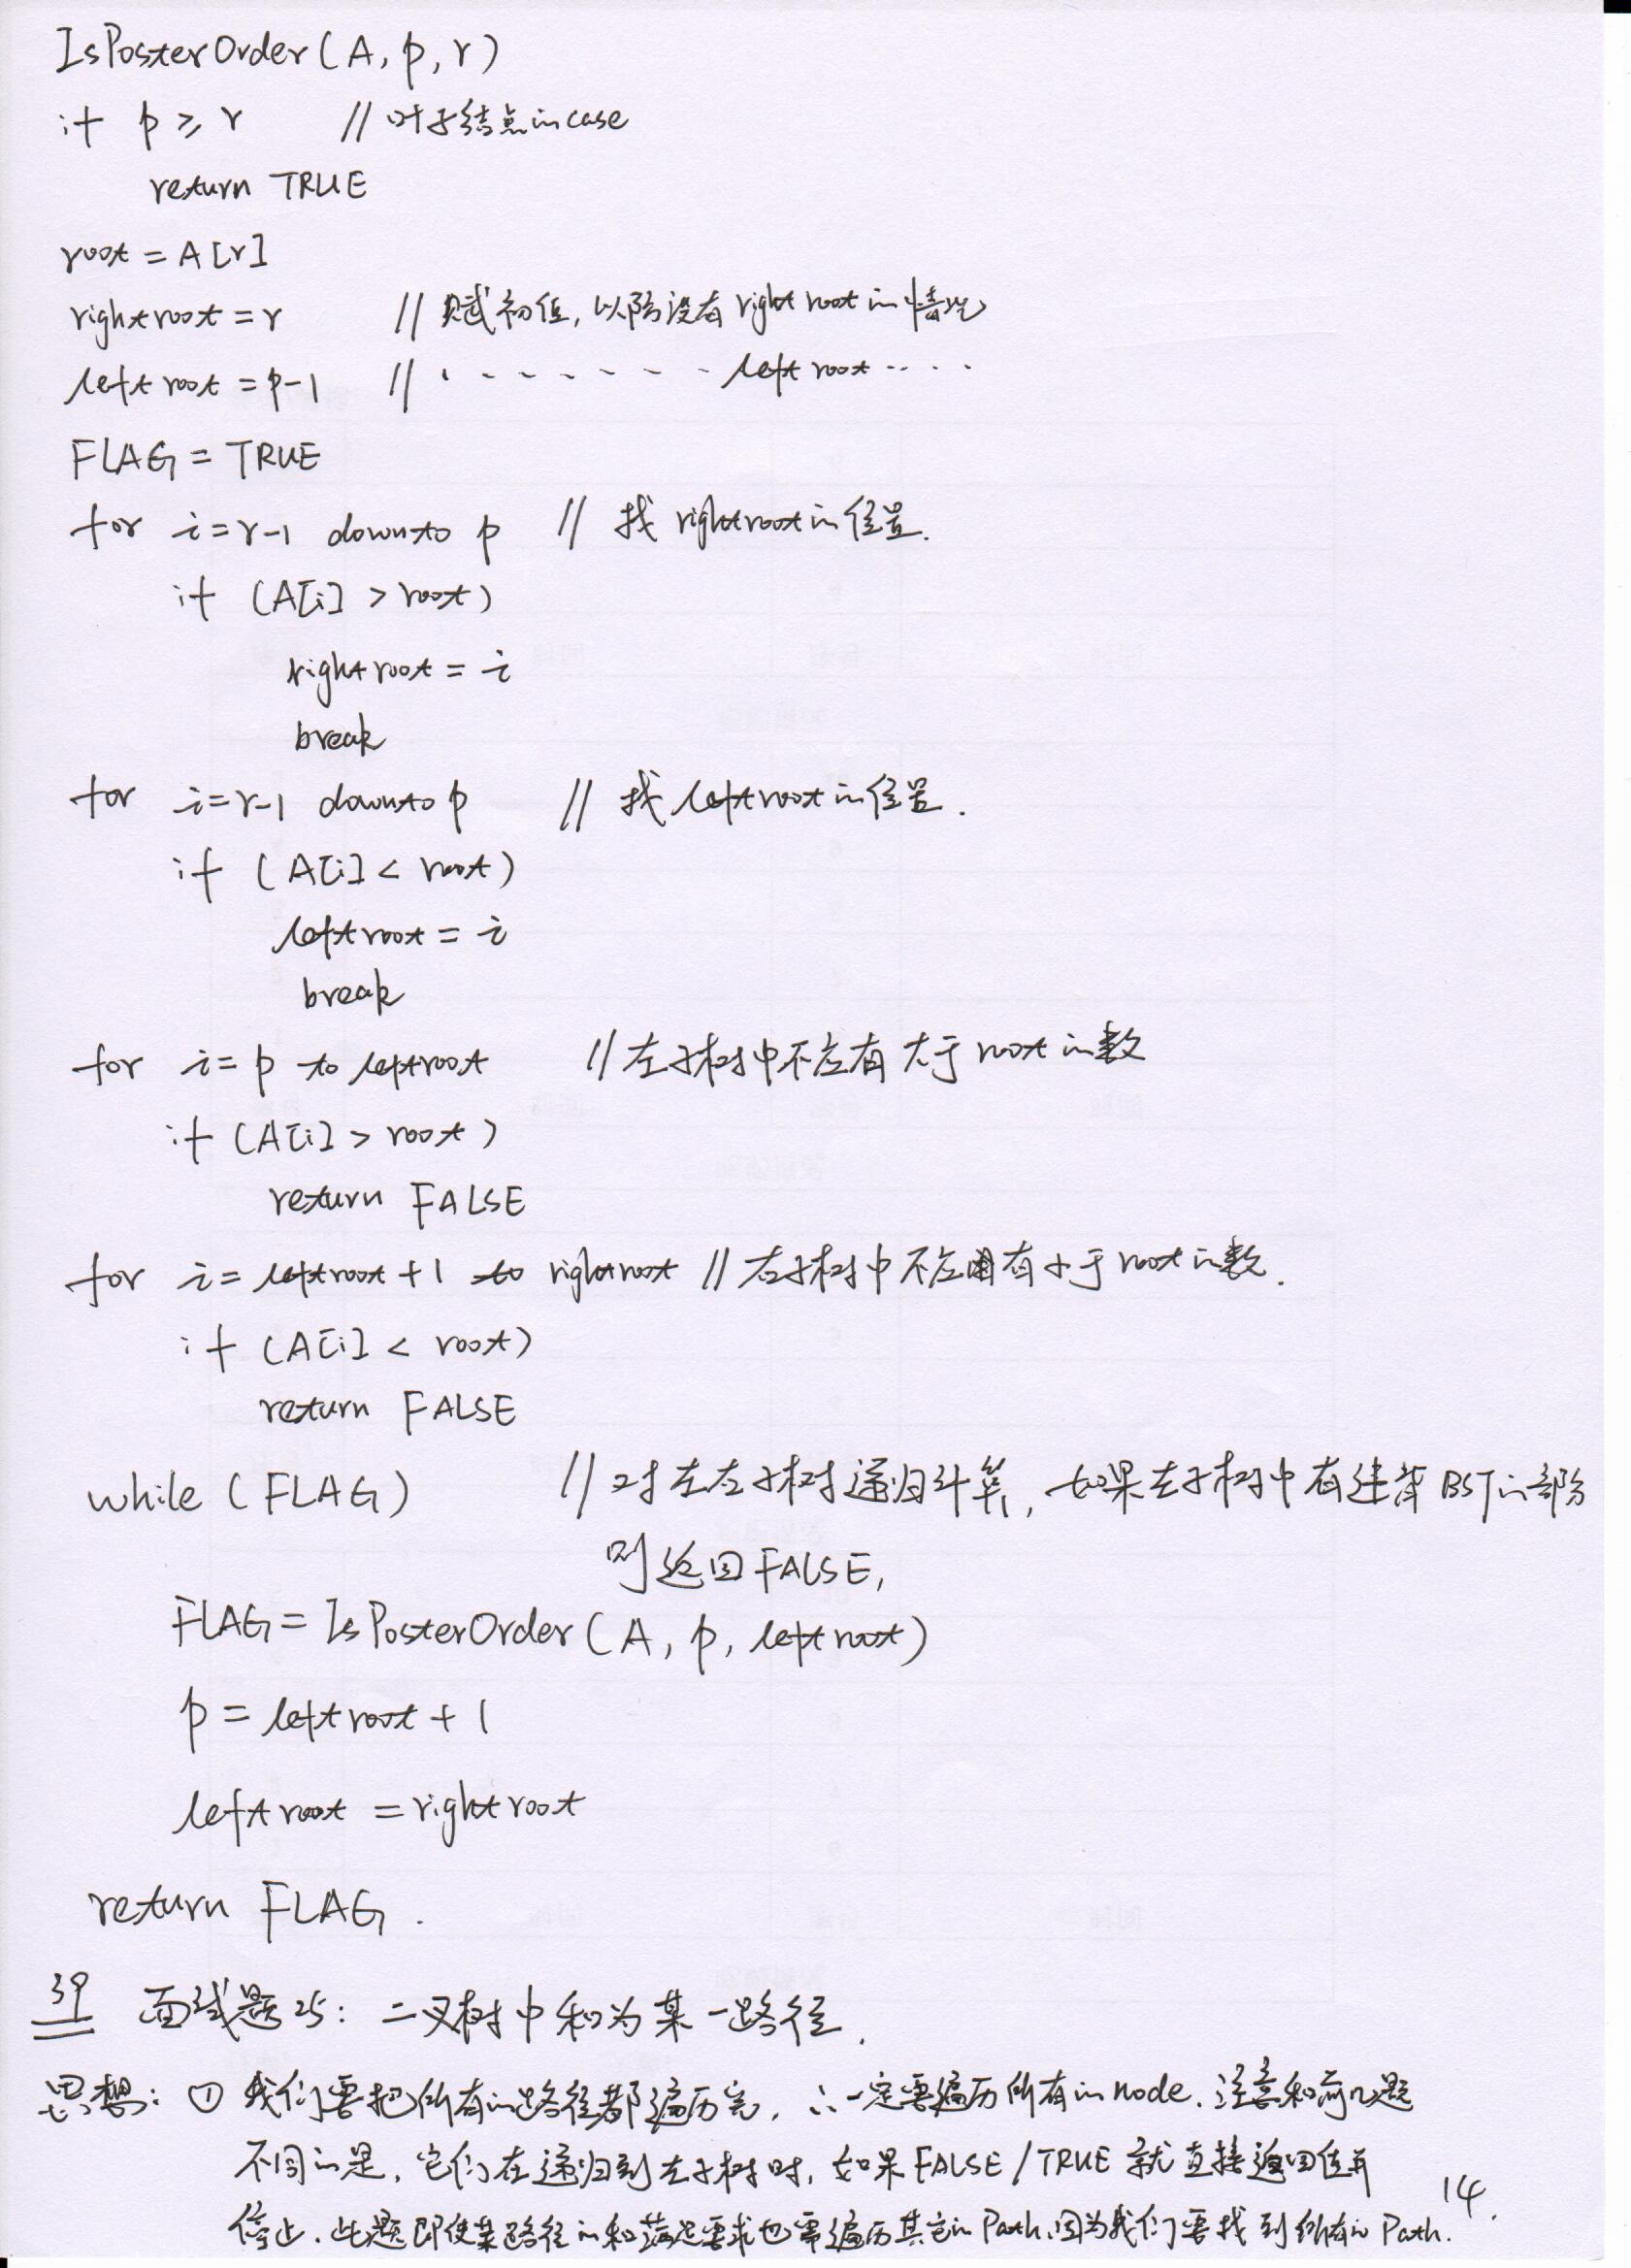 IsPosterOrder(A, p, r)
if p ≥ r // 叶子结点的case
return TRUE
root = A[r]
rightroot = r // 赋初值, 以防没有rightroot的情况
leftroot = p-1 // · - - - - - - - leftroot ....
FLAG = TRUE
for i=r-1 downto p // 找rightroot的位置.
if (A[i] > root)
rightroot = i
break
for i=r-1 downto p // 找leftroot的位置.
if (A[i] < root)
leftroot = i
break
for i= p to leftroot // 左子树中不应有大于root的数
if (A[i] > root)
return FALSE
for i= leftroot+1 to rightroot // 右子树中不应有小于root的数.
if (A[i] < root)
return FALSE
while (FLAG) // 对左右子树递归计算, 如果左子树中有违背BST的部分
则返回FALSE,
FLAG = IsPosterOrder(A, p, leftroot)
p = leftroot + 1
leftroot = rightroot
return FLAG.
39 面试题25: 二叉树中和为某一路径.
思想: ① 我们要把所有的路径都遍历完, ∴一定要遍历所有的node. 注意和前几题
不同的是, 它们在递归到左子树时, 如果FALSE/TRUE就直接返回值并
停止. 此题即使某路径的和满足要求也需遍历其它的Path, 因为我们要找到所有的Path.
14.